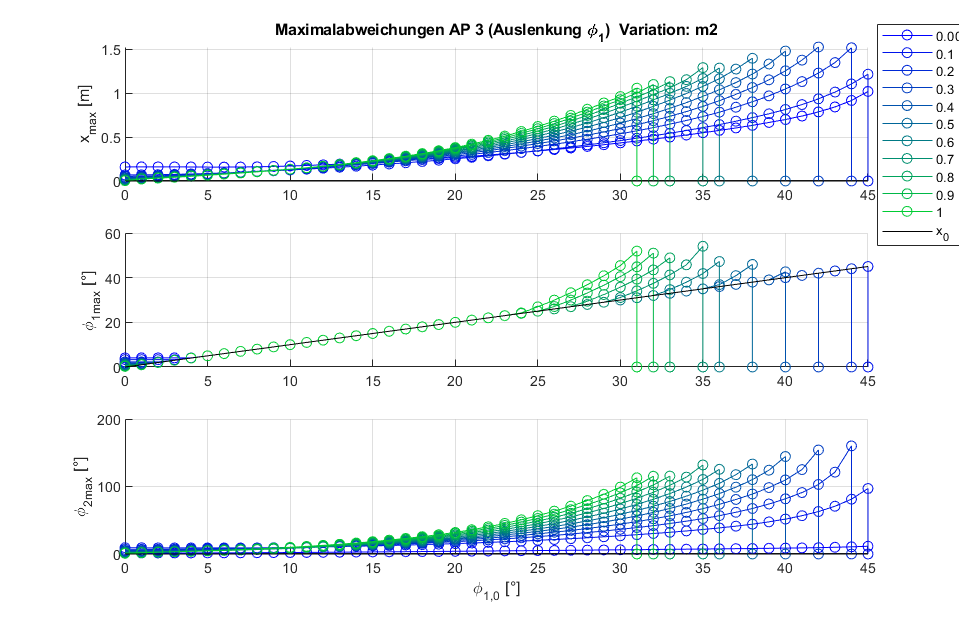 Maximalabweichungen AP 3 (Auslenkung ϕ1)  Variation: m2
xmax [m]
1.5
1
0.5
0
0 5 10 15 20 25 30 35 40 45
ϕ1max [°]
60
40
20
0
0 5 10 15 20 25 30 35 40 45
ϕ2max [°]
200
100
0
0 5 10 15 20 25 30 35 40 45
ϕ1,0 [°]
0.00
0.1
0.2
0.3
0.4
0.5
0.6
0.7
0.8
0.9
1
x0